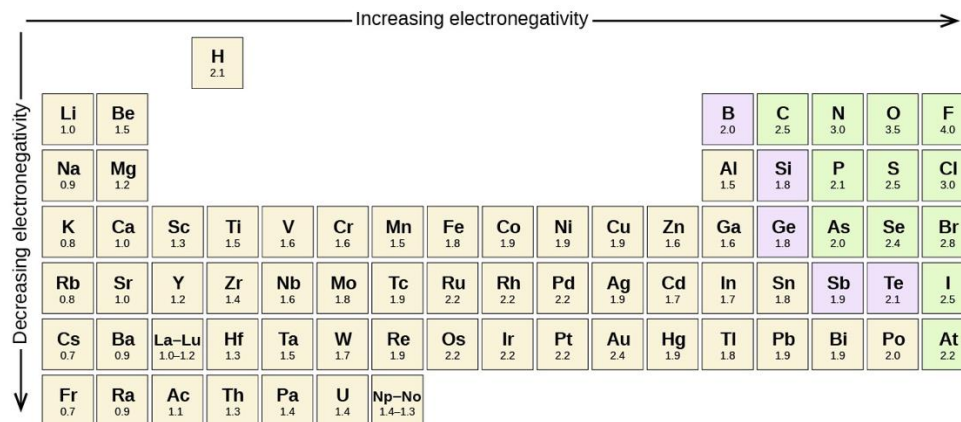 Increasing electronegativity
Decreasing electronegativity
H
2.1
Li Be B C N O F
1.0 1.5 2.0 2.5 3.0 3.5 4.0
Na Mg Al Si P S Cl
0.9 1.2 1.5 1.8 2.1 2.5 3.0
K Ca Sc Ti V Cr Mn Fe Co Ni Cu Zn Ga Ge As Se Br
0.8 1.0 1.3 1.5 1.6 1.6 1.5 1.8 1.9 1.9 1.9 1.6 1.6 1.8 2.0 2.4 2.8
Rb Sr Y Zr Nb Mo Tc Ru Rh Pd Ag Cd In Sn Sb Te I
0.8 1.0 1.2 1.4 1.6 1.8 1.9 2.2 2.2 2.2 1.9 1.7 1.7 1.8 1.9 2.1 2.5
Cs Ba La–Lu Hf Ta W Re Os Ir Pt Au Hg Tl Pb Bi Po At
0.7 0.9 1.0–1.2 1.3 1.5 1.7 1.9 2.2 2.2 2.2 2.4 1.9 1.8 1.9 1.9 2.0 2.2
Fr Ra Ac Th Pa U Np–No
0.7 0.9 1.1 1.3 1.4 1.4 1.4–1.3